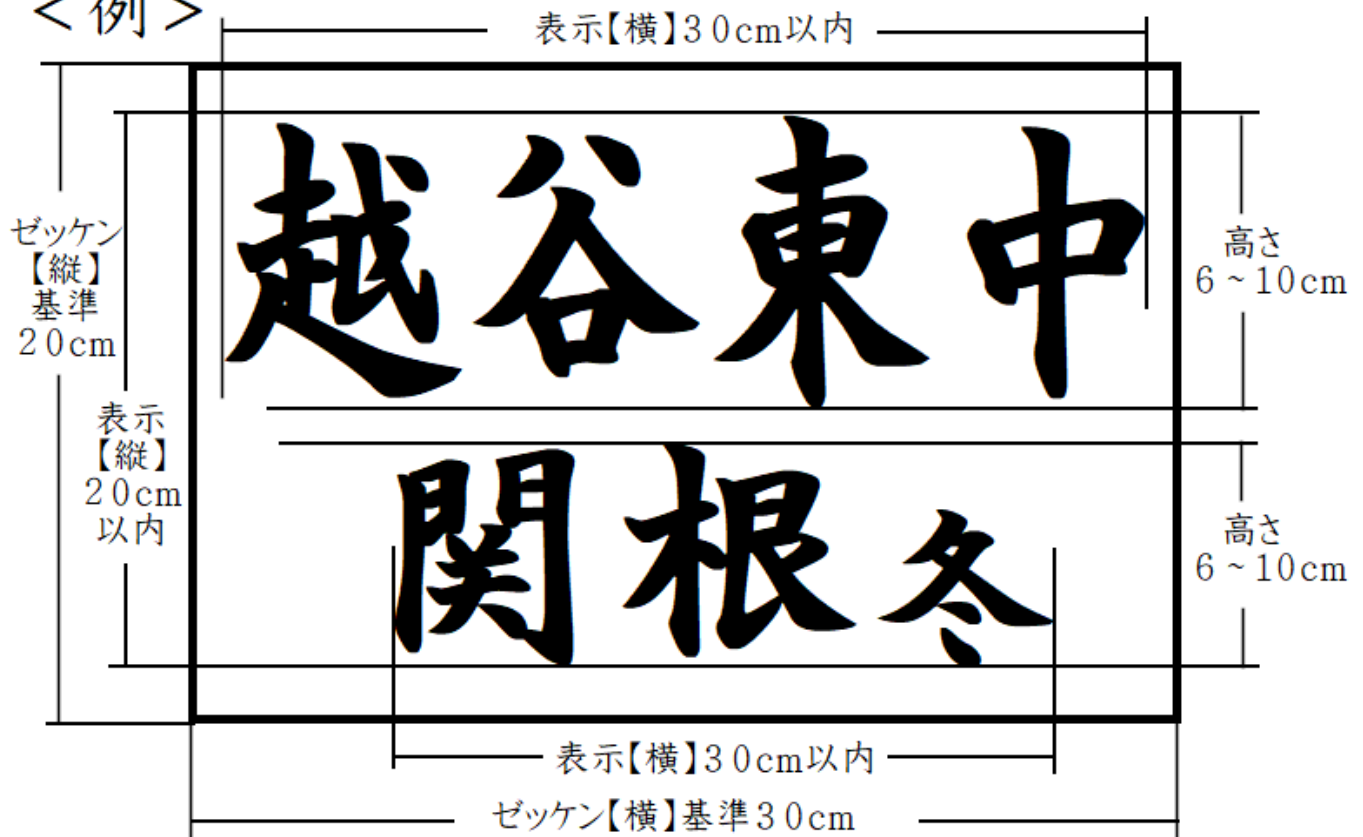 ＜例＞
表示【横】30cm以内
ゼッケン
【縦】
基準
20cm
表示
【縦】
20cm
以内
越谷東中
高さ
6~10cm
関根冬
高さ
6~10cm
表示【横】30cm以内
ゼッケン【横】基準30cm